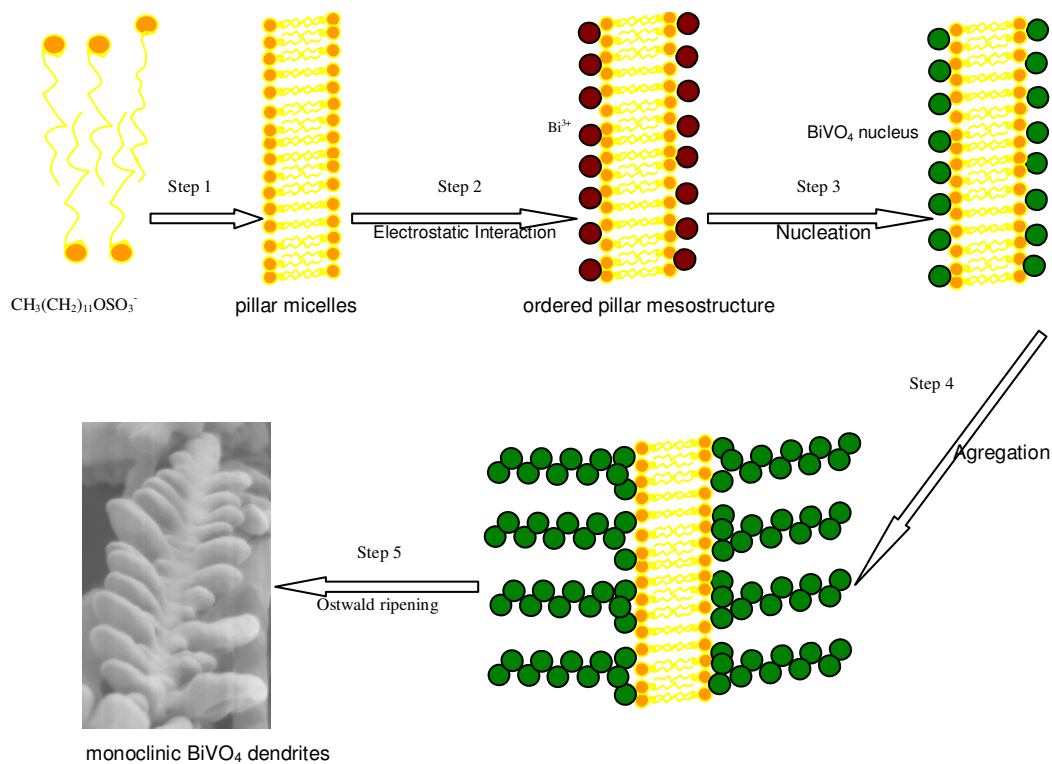 Step 1
Step 2
Electrostatic Interaction
Bi³⁺
Step 3
Nucleation
BiVO₄ nucleus
CH₃(CH₂)₁₁OSO₃⁻
pillar micelles
ordered pillar mesostructure
Step 4
Agregation
Step 5
Ostwald ripening
monoclinic BiVO₄ dendrites